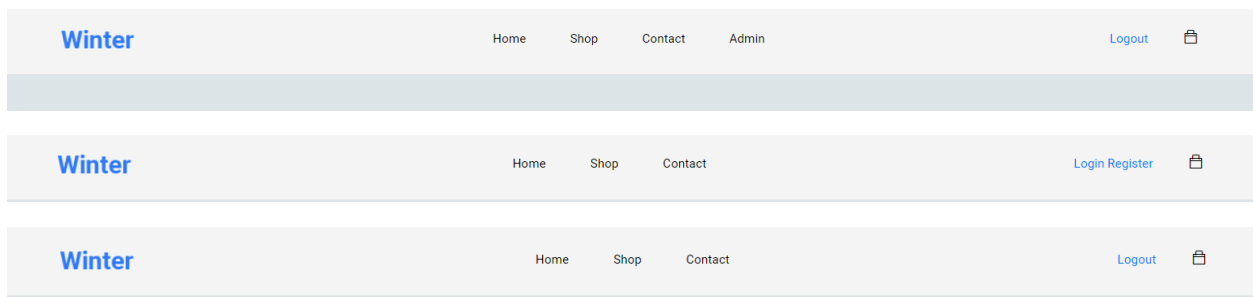 Winter Home Shop Contact Admin Logout
Winter Home Shop Contact Login Register
Winter Home Shop Contact Logout